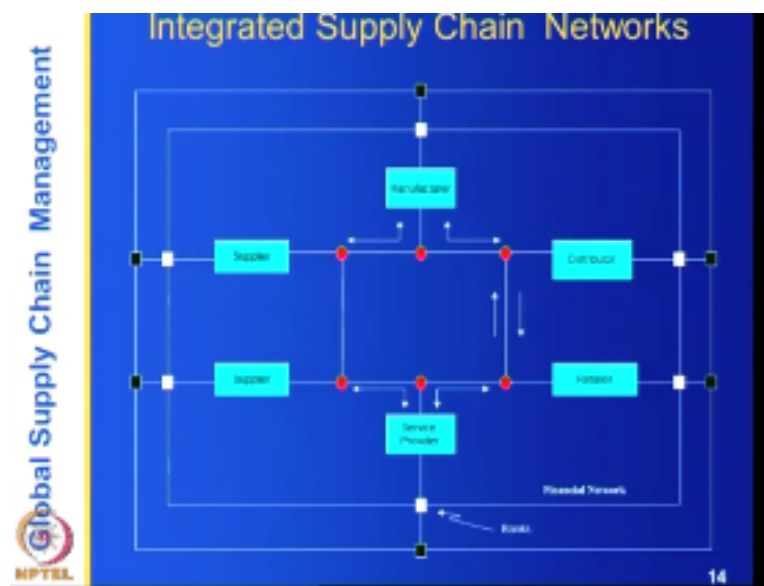 Integrated Supply Chain Networks
Global Supply Chain Management
Manufacturer
Supplier
Distributor
Supplier
Retailer
Service
Provider
Financial Network
Banks
NPTEL
14